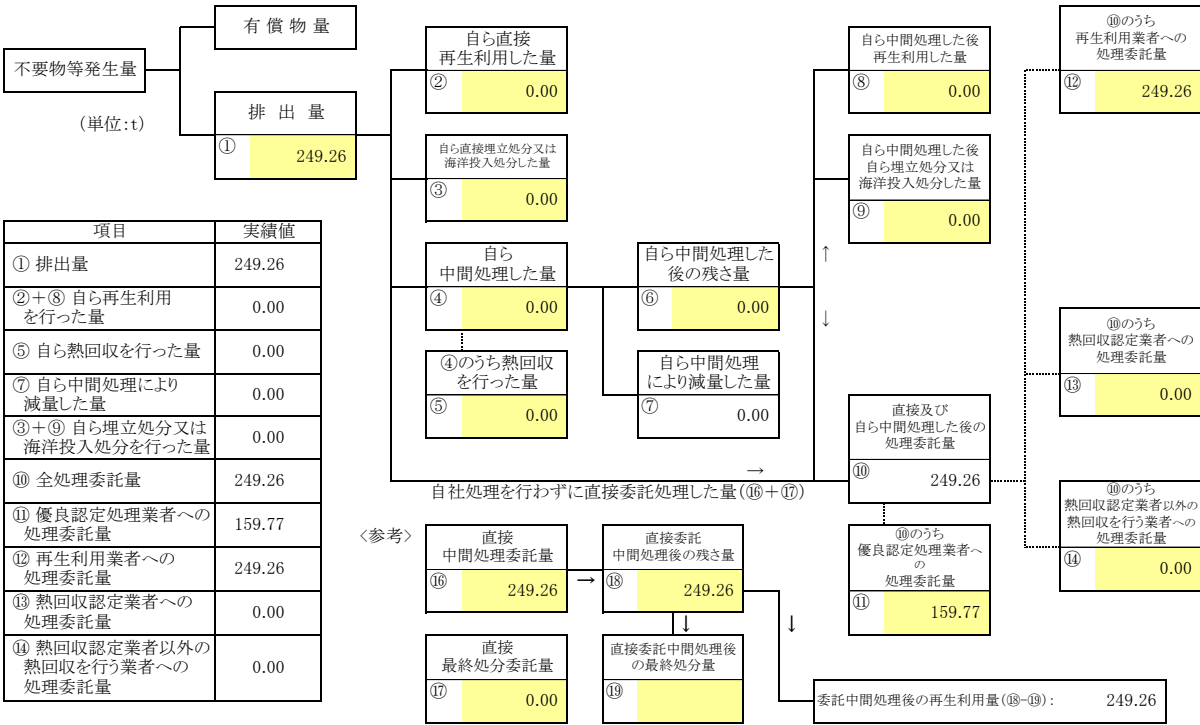 不要物等発生量
(単位:t)
有 償 物 量
排 出 量
① 249.26
自ら直接
再生利用した量
② 0.00
自ら直接埋立処分又は
海洋投入処分した量
③ 0.00
自ら
中間処理した量
④ 0.00
④のうち熱回収
を行った量
⑤ 0.00
自ら中間処理した
後の残さ量
⑥ 0.00
自ら中間処理
により減量した量
⑦ 0.00
自ら中間処理した後
再生利用した量
⑧ 0.00
自ら中間処理した後
自ら埋立処分又は
海洋投入処分した量
⑨ 0.00
↑
↓
直接及び
自ら中間処理した後の
処理委託量
⑩ 249.26
⑩のうち
優良認定処理業者へ
の
処理委託量
⑪ 159.77
⑩のうち
再生利用業者への
処理委託量
⑫ 249.26
⑩のうち
熱回収認定業者への
処理委託量
⑬ 0.00
⑩のうち
熱回収認定業者以外の
熱回収を行う業者への
処理委託量
⑭ 0.00
→
自社処理を行わずに直接委託処理した量(⑯+⑰)
<参考>
直接
中間処理委託量
⑯ 249.26
→
直接委託
中間処理後の残さ量
⑱ 249.26
↓
↓
直接
最終処分委託量
⑰ 0.00
直接委託中間処理後
の最終処分量
⑲
委託中間処理後の再生利用量(⑱-⑲): 249.26
項目 実績値
① 排出量 249.26
②+⑧ 自ら再生利用
を行った量 0.00
⑤ 自ら熱回収を行った量 0.00
⑦ 自ら中間処理により
減量した量 0.00
③+⑨ 自ら埋立処分又は
海洋投入処分を行った量 0.00
⑩ 全処理委託量 249.26
⑪ 優良認定処理業者への
処理委託量 159.77
⑫ 再生利用業者への
処理委託量 249.26
⑬ 熱回収認定業者への
処理委託量 0.00
⑭ 熱回収認定業者以外の
熱回収を行う業者への
処理委託量 0.00